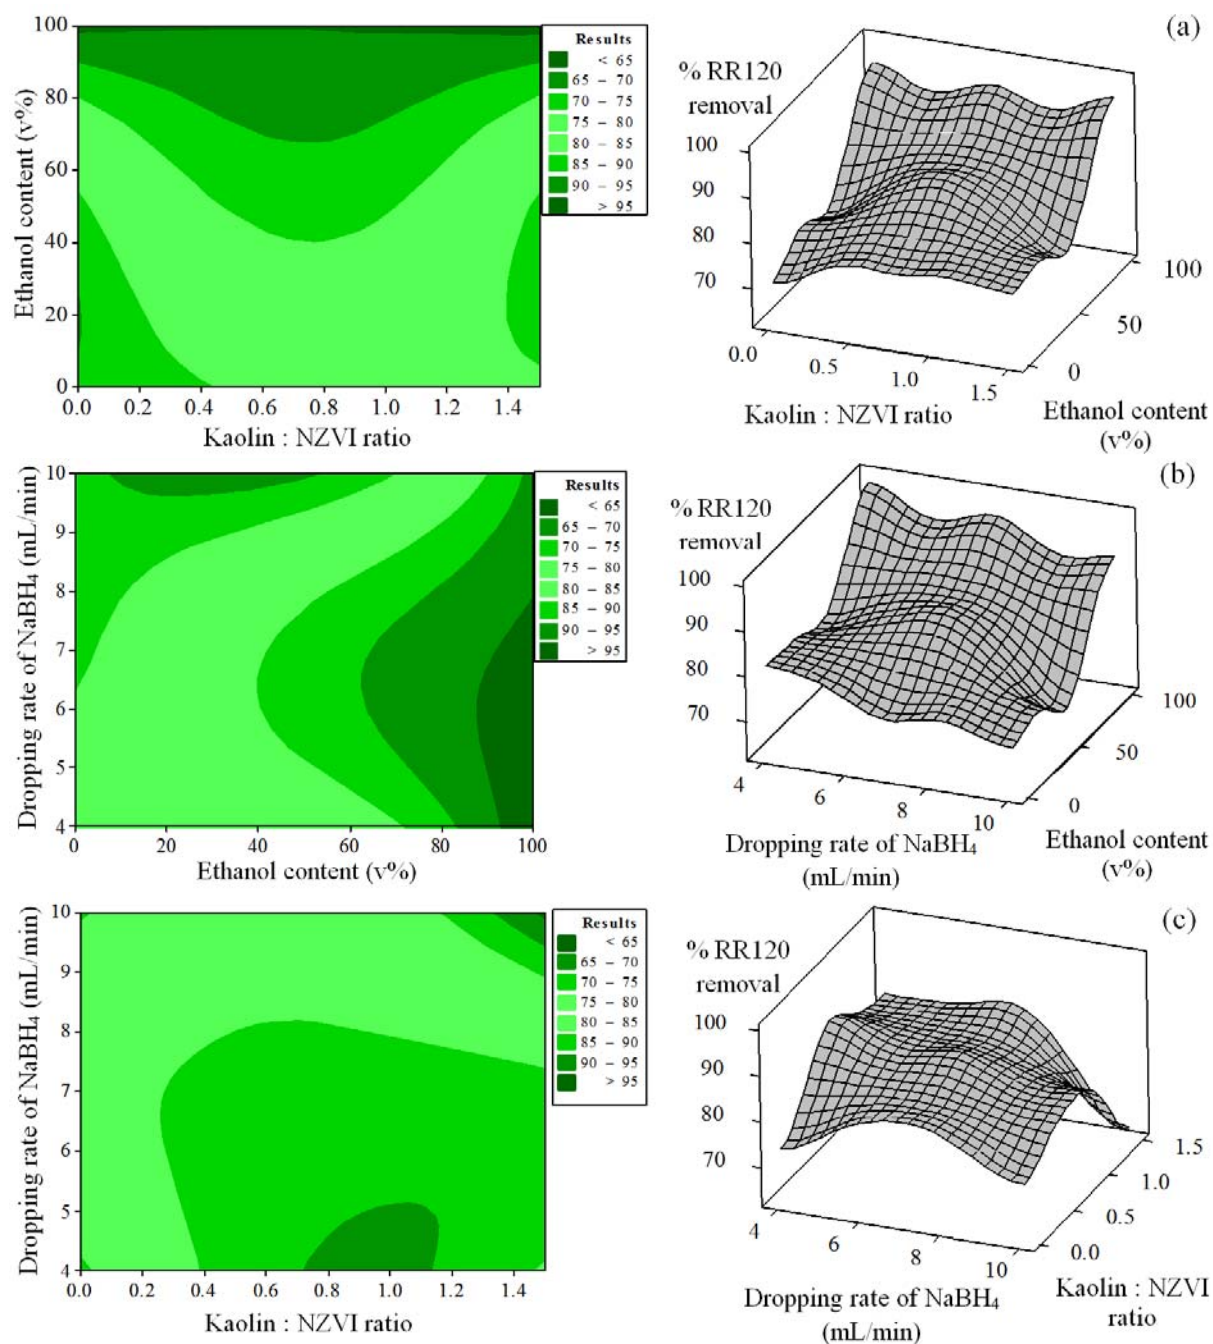 (a)
100
80
60
40
20
0
Ethanol content (v%)
0.0 0.2 0.4 0.6 0.8 1.0 1.2 1.4
Kaolin : NZVI ratio
Results
< 65
65 – 70
70 – 75
75 – 80
80 – 85
85 – 90
90 – 95
> 95
% RR120
removal
100
90
80
70
0.0
0.5
1.0
1.5
Kaolin : NZVI ratio
0
50
100
Ethanol content
(v%)
(b)
10
9
8
7
6
5
4
Dropping rate of NaBH4 (mL/min)
0 20 40 60 80 100
Ethanol content (v%)
Results
< 65
65 – 70
70 – 75
75 – 80
80 – 85
85 – 90
90 – 95
> 95
% RR120
removal
100
90
80
70
4
6
8
10
Dropping rate of NaBH4
(mL/min)
0
50
100
Ethanol content
(v%)
(c)
10
9
8
7
6
5
4
Dropping rate of NaBH4 (mL/min)
0.0 0.2 0.4 0.6 0.8 1.0 1.2 1.4
Kaolin : NZVI ratio
Results
< 65
65 – 70
70 – 75
75 – 80
80 – 85
85 – 90
90 – 95
> 95
% RR120
removal
100
90
80
70
4
6
8
10
Dropping rate of NaBH4
(mL/min)
0.0
0.5
1.0
1.5
Kaolin : NZVI
ratio